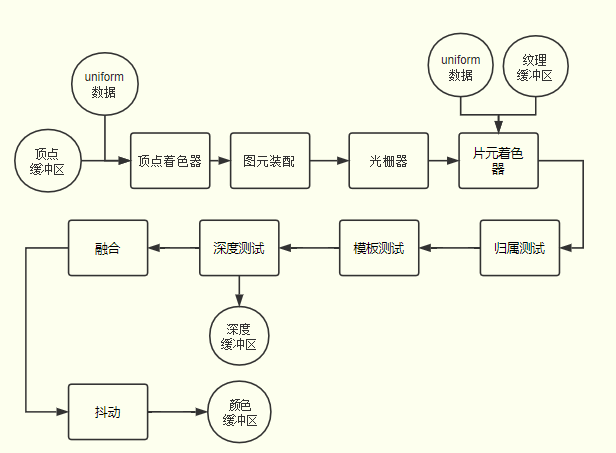 uniform
数据
uniform
数据
纹理
缓冲区
顶点
缓冲区
顶点着色器
图元装配
光栅器
片元着色
器
融合
深度测试
模板测试
归属测试
深度
缓冲区
抖动
颜色
缓冲区